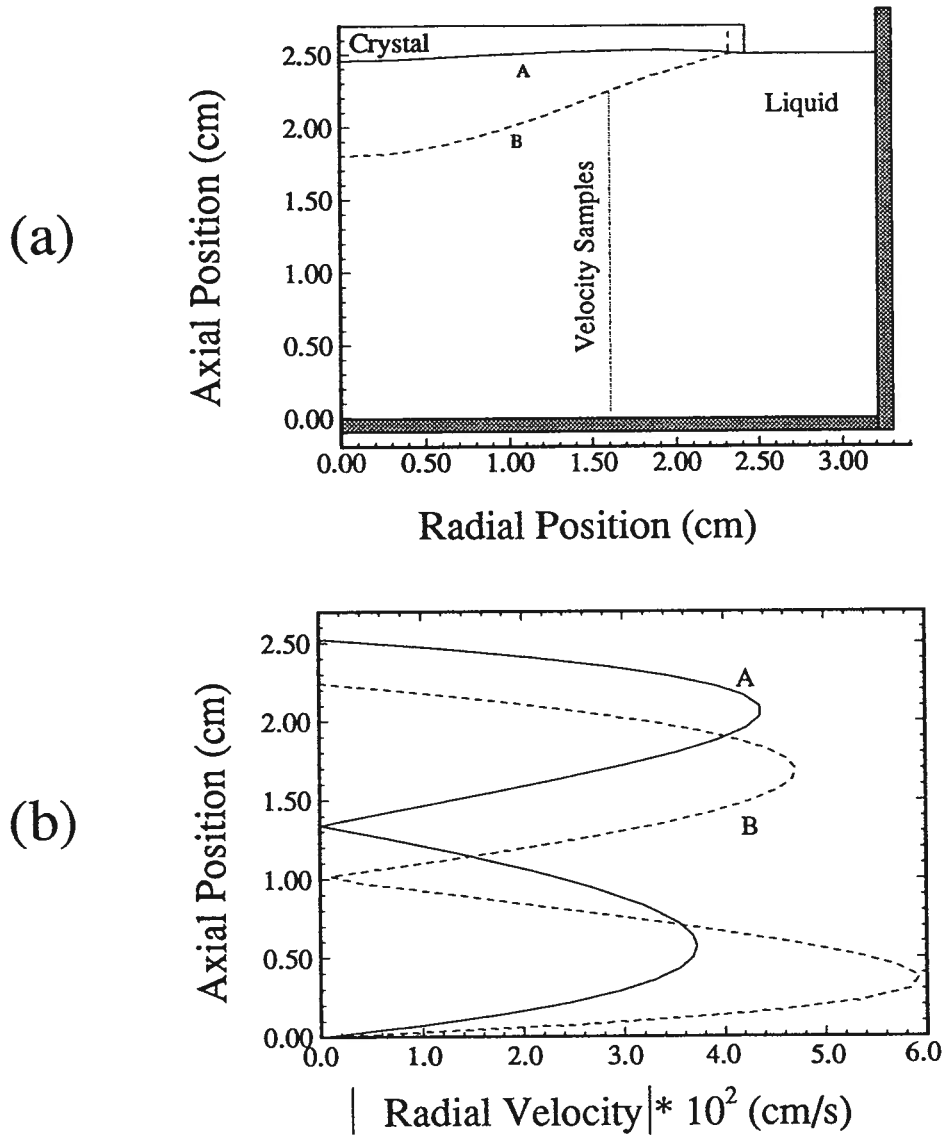 (a)
Axial Position (cm)
2.50
2.00
1.50
1.00
0.50
0.00
Crystal
A
B
Liquid
Velocity Samples
0.00 0.50 1.00 1.50 2.00 2.50 3.00
Radial Position (cm)
(b)
Axial Position (cm)
2.50
2.00
1.50
1.00
0.50
0.00
A
B
0.0 1.0 2.0 3.0 4.0 5.0 6.0
| Radial Velocity | * 10² (cm/s)